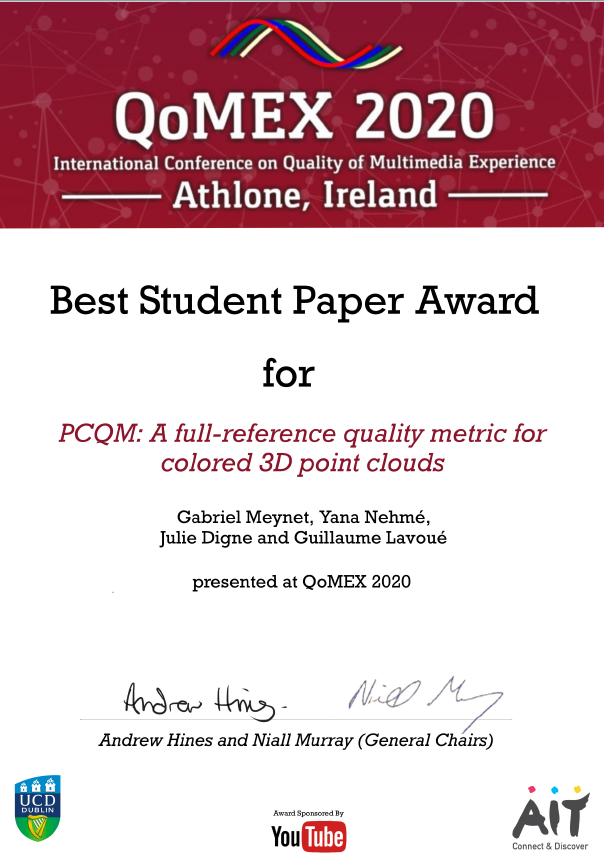 QoMEX 2020
International Conference on Quality of Multimedia Experience
Athlone, Ireland
Best Student Paper Award
for
PCQM: A full-reference quality metric for
colored 3D point clouds
Gabriel Meynet, Yana Nehmé,
Julie Digne and Guillaume Lavoué
presented at QoMEX 2020
Andrew Hines Niall Murray
Andrew Hines and Niall Murray (General Chairs)
UCD
DUBLIN
Award Sponsored By
YouTube
AIT
Connect & Discover